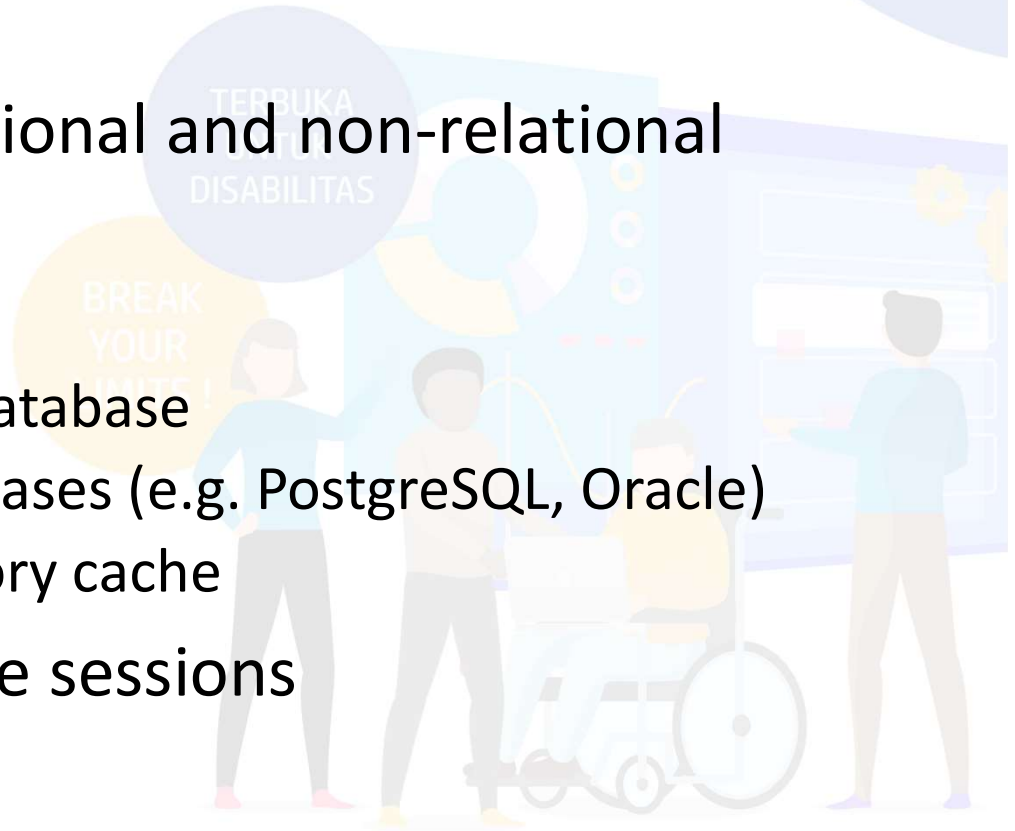 ional and non-relational
TERBUKA
UNTUK
DISABILITAS
BREAK
YOUR
LIMITS !
atabase
ases (e.g. PostgreSQL, Oracle)
ory cache
e sessions